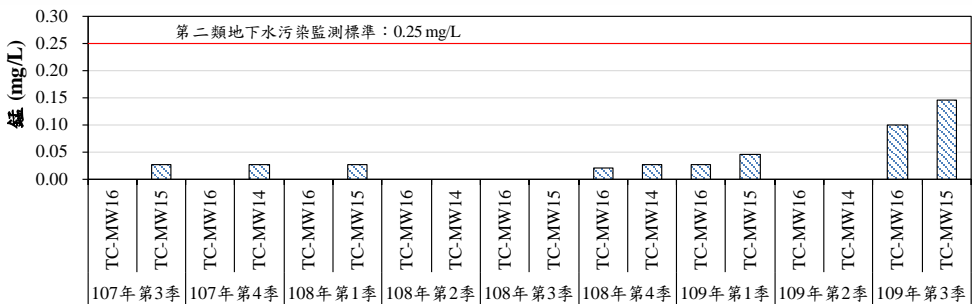 0.30
0.25
0.20
0.15
0.10
0.05
0.00
錳 (mg/L)
第二類地下水污染監測標準：0.25 mg/L
TC-MW16
TC-MW15
TC-MW16
TC-MW14
TC-MW16
TC-MW15
TC-MW16
TC-MW14
TC-MW16
TC-MW15
TC-MW16
TC-MW14
TC-MW16
TC-MW15
TC-MW16
TC-MW14
TC-MW16
TC-MW15
107年第3季 107年第4季 108年第1季 108年第2季 108年第3季 108年第4季 109年第1季 109年第2季 109年第3季